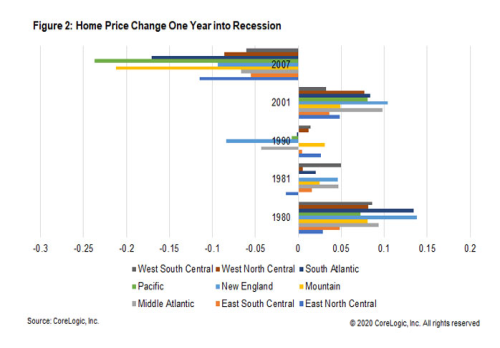 Figure 2: Home Price Change One Year into Recession
2007
2001
1990
1981
1980
-0.3 -0.25 -0.2 -0.15 -0.1 -0.05 0 0.05 0.1 0.15 0.2
West South Central West North Central South Atlantic
Pacific New England Mountain
Middle Atlantic East South Central East North Central
Source: CoreLogic, Inc. © 2020 CoreLogic, Inc. All rights reserved